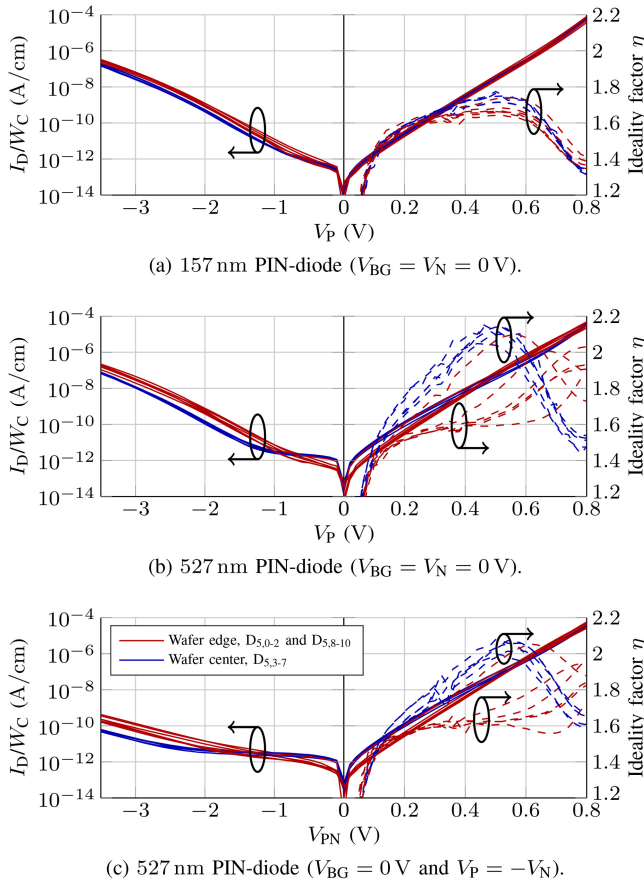 10⁻⁴
10⁻⁶
10⁻⁸
10⁻¹⁰
10⁻¹²
10⁻¹⁴
I_D/W_C (A/cm)
2.2
2
1.8
1.6
1.4
1.2
Ideality factor η
−3 −2 −1 0 0.2 0.4 0.6 0.8
V_P (V)
(a) 157 nm PIN-diode (V_BG = V_N = 0 V).
10⁻⁴
10⁻⁶
10⁻⁸
10⁻¹⁰
10⁻¹²
10⁻¹⁴
I_D/W_C (A/cm)
2.2
2
1.8
1.6
1.4
1.2
Ideality factor η
−3 −2 −1 0 0.2 0.4 0.6 0.8
V_P (V)
(b) 527 nm PIN-diode (V_BG = V_N = 0 V).
10⁻⁴
10⁻⁶
10⁻⁸
10⁻¹⁰
10⁻¹²
10⁻¹⁴
I_D/W_C (A/cm)
Wafer edge, D_5,0-2 and D_5,8-10
Wafer center, D_5,3-7
2.2
2
1.8
1.6
1.4
1.2
Ideality factor η
−3 −2 −1 0 0.2 0.4 0.6 0.8
V_PN (V)
(c) 527 nm PIN-diode (V_BG = 0 V and V_P = −V_N).